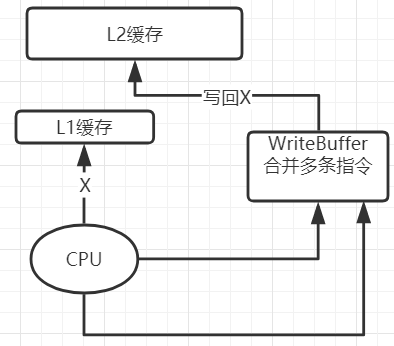 L2缓存
写回X
L1缓存
WriteBuffer
合并多条指令
X
CPU